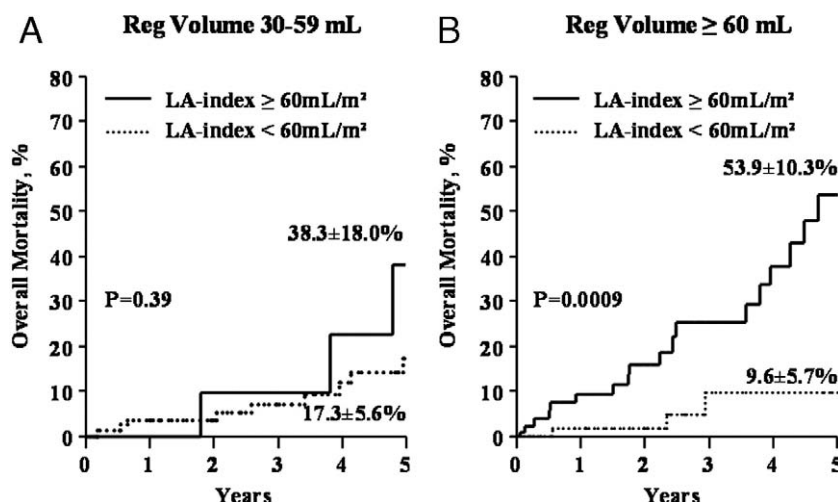 A
Reg Volume 30-59 mL
Overall Mortality, %
80
70
60
50
40
30
20
10
0
LA-index ≥ 60mL/m²
LA-index < 60mL/m²
38.3±18.0%
P=0.39
17.3±5.6%
0 1 2 3 4 5
Years
B
Reg Volume ≥ 60 mL
Overall Mortality, %
80
70
60
50
40
30
20
10
0
LA-index ≥ 60mL/m²
LA-index < 60mL/m²
53.9±10.3%
P=0.0009
9.6±5.7%
0 1 2 3 4 5
Years